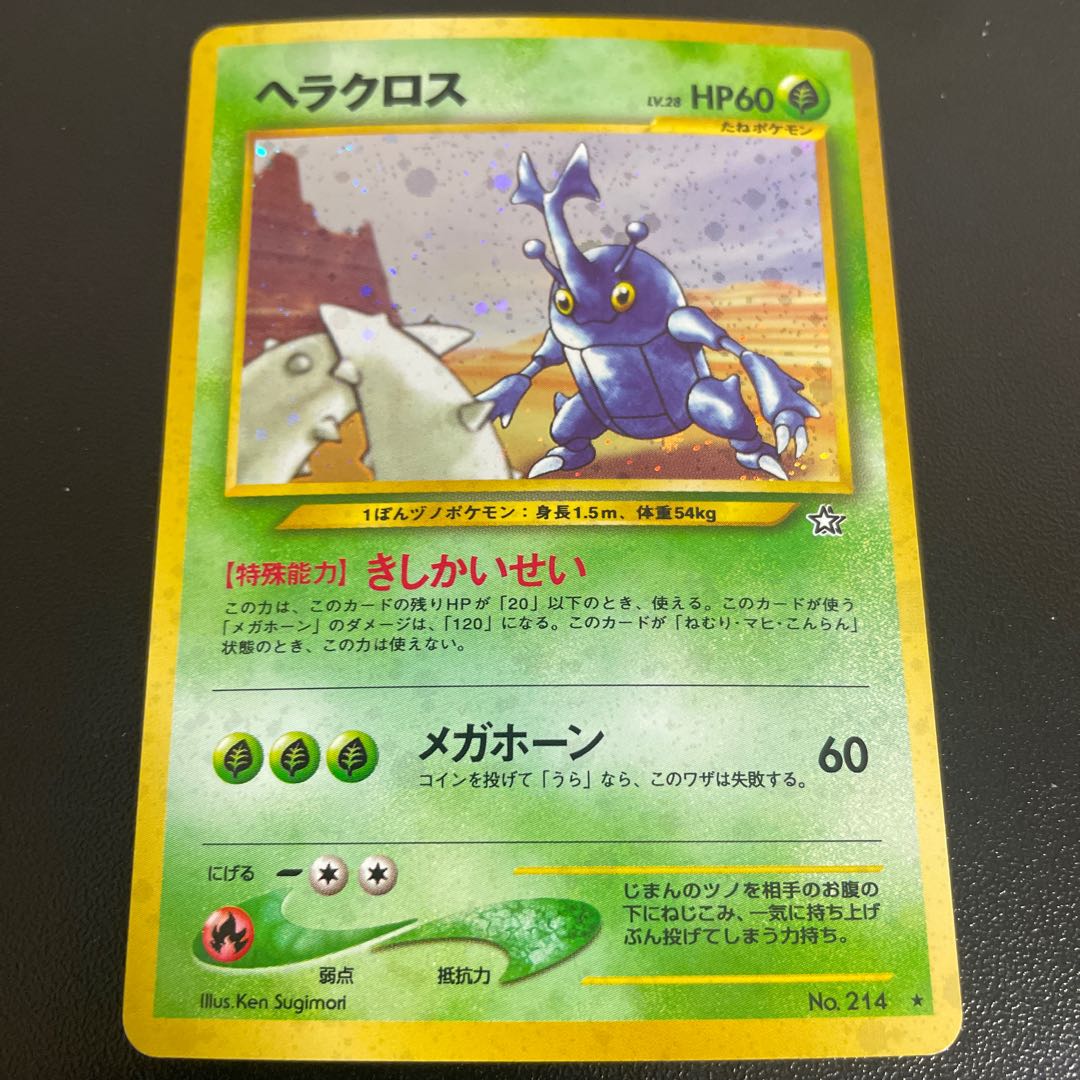 ヘラクロス
LV.28 HP60
たねポケモン
1ぽんヅノポケモン：身長1.5m、体重54kg
【特殊能力】きしかいせい
この力は、このカードの残りHPが「20」以下のとき、使える。このカードが使う
「メガホーン」のダメージは、「120」になる。このカードが「ねむり・マヒ・こんらん」
状態のとき、この力は使えない。
メガホーン 60
コインを投げて「うら」なら、このワザは失敗する。
にげる
じまんのツノを相手のお腹の
下にねじこみ、一気に持ち上げ
ぶん投げてしまう力持ち。
弱点 抵抗力
Illus.Ken Sugimori
No. 214 ★